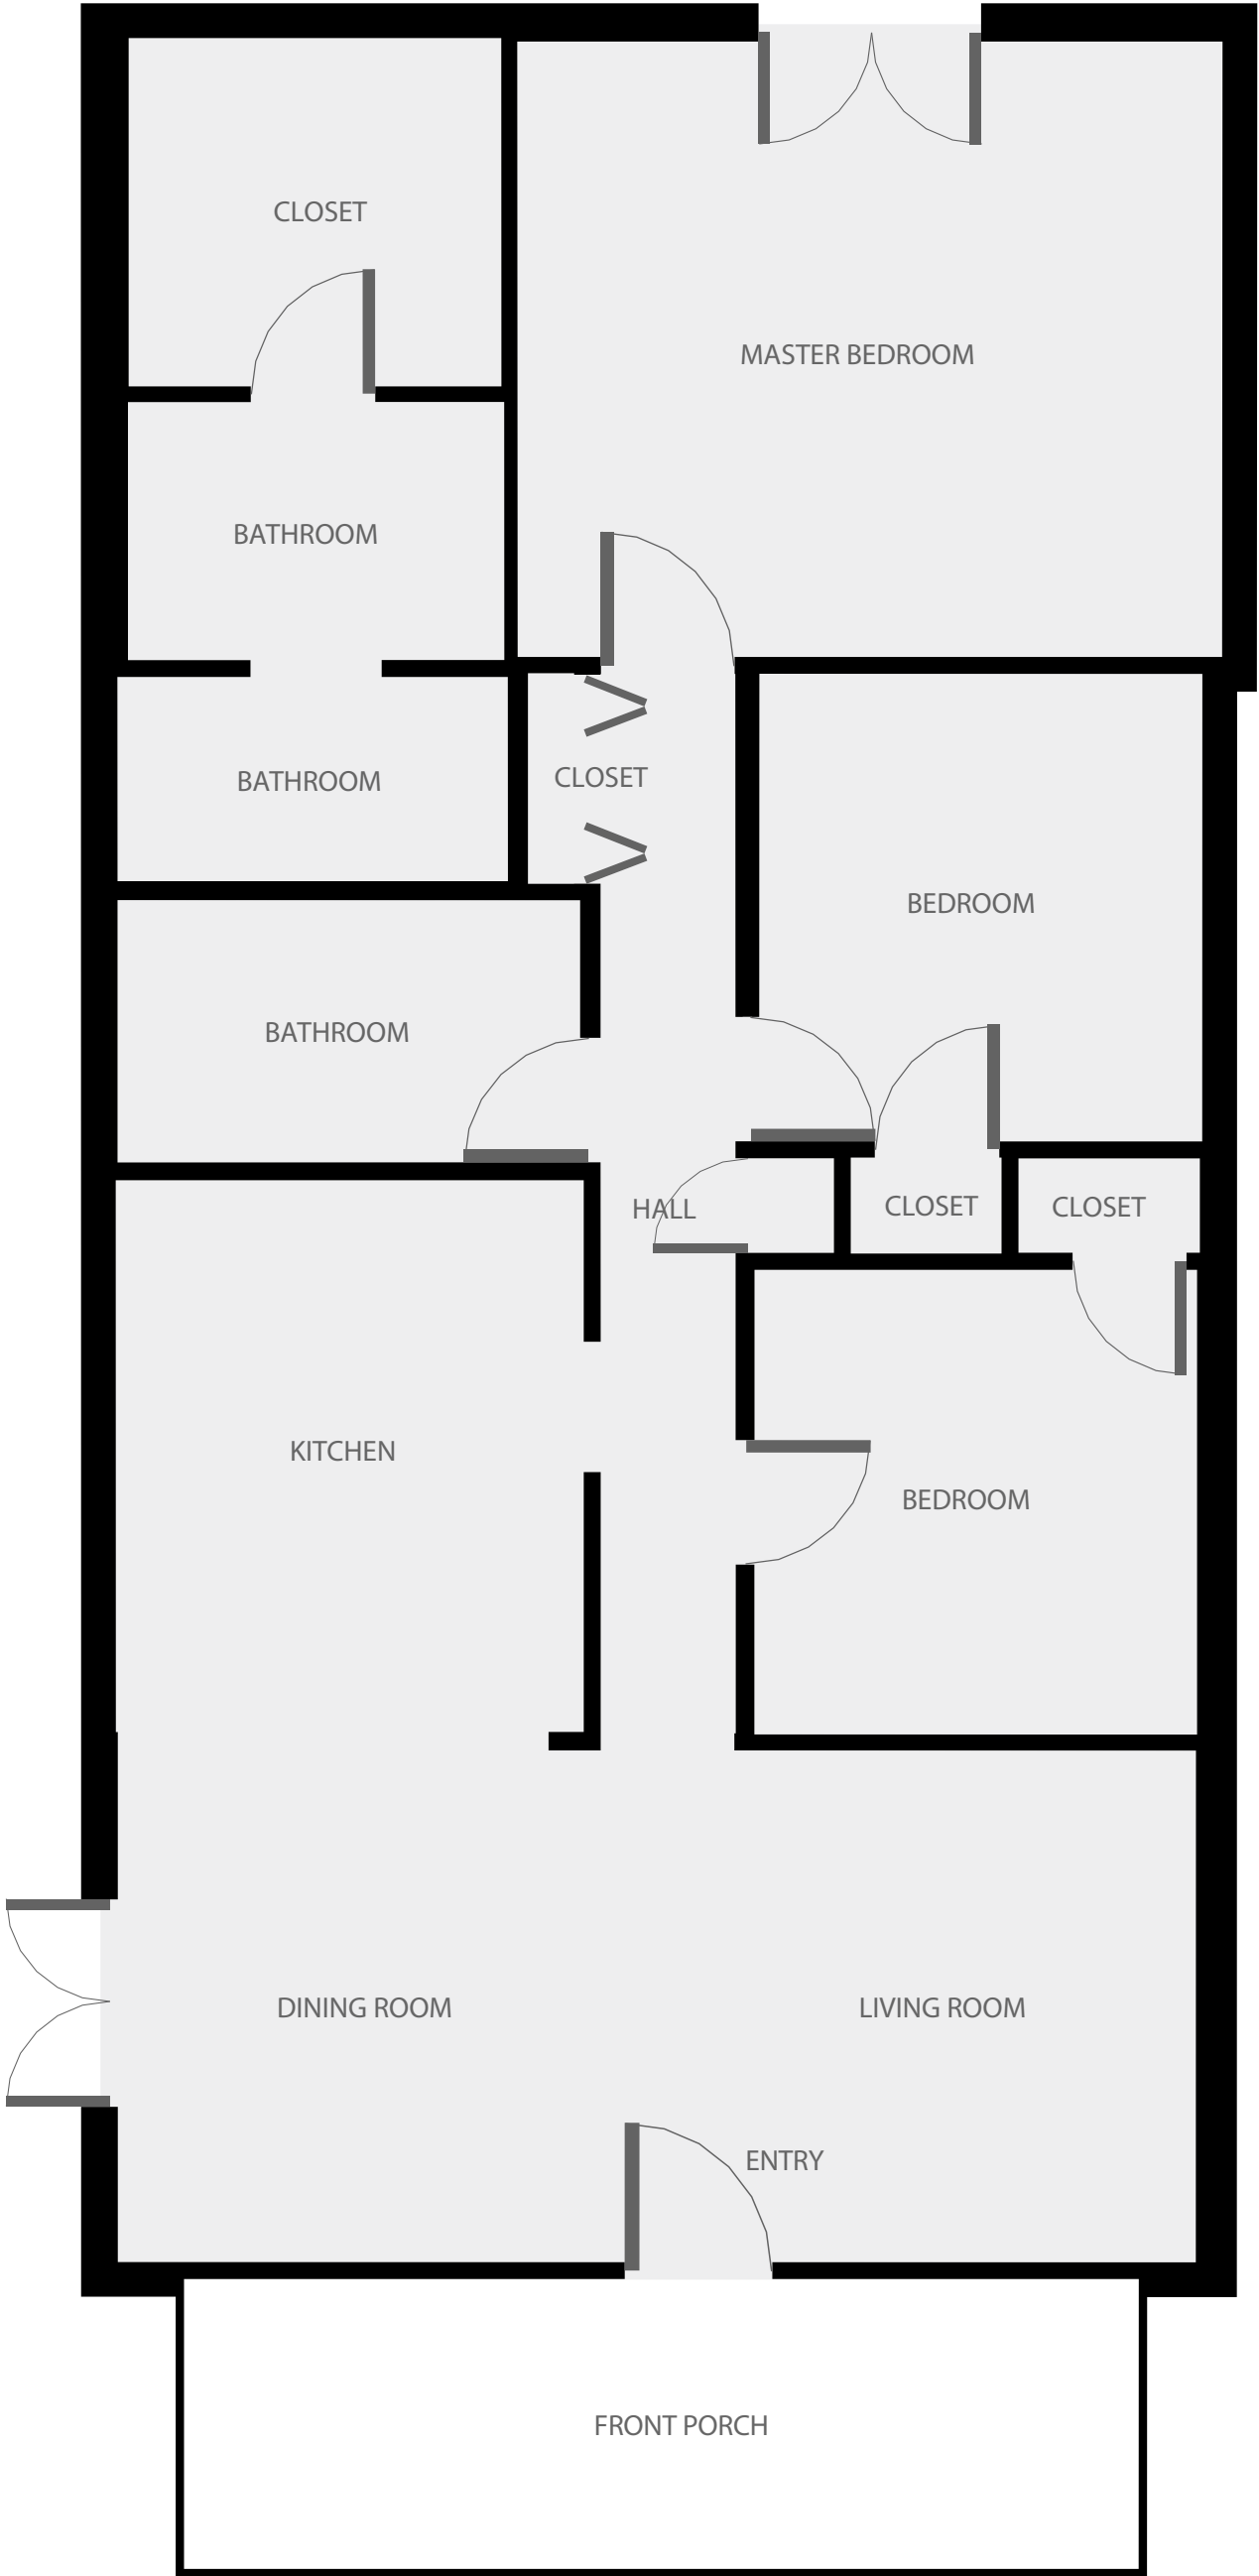 CLOSET
MASTER BEDROOM
BATHROOM
BATHROOM
CLOSET
BEDROOM
BATHROOM
HALL
CLOSET
CLOSET
KITCHEN
BEDROOM
DINING ROOM
LIVING ROOM
ENTRY
FRONT PORCH